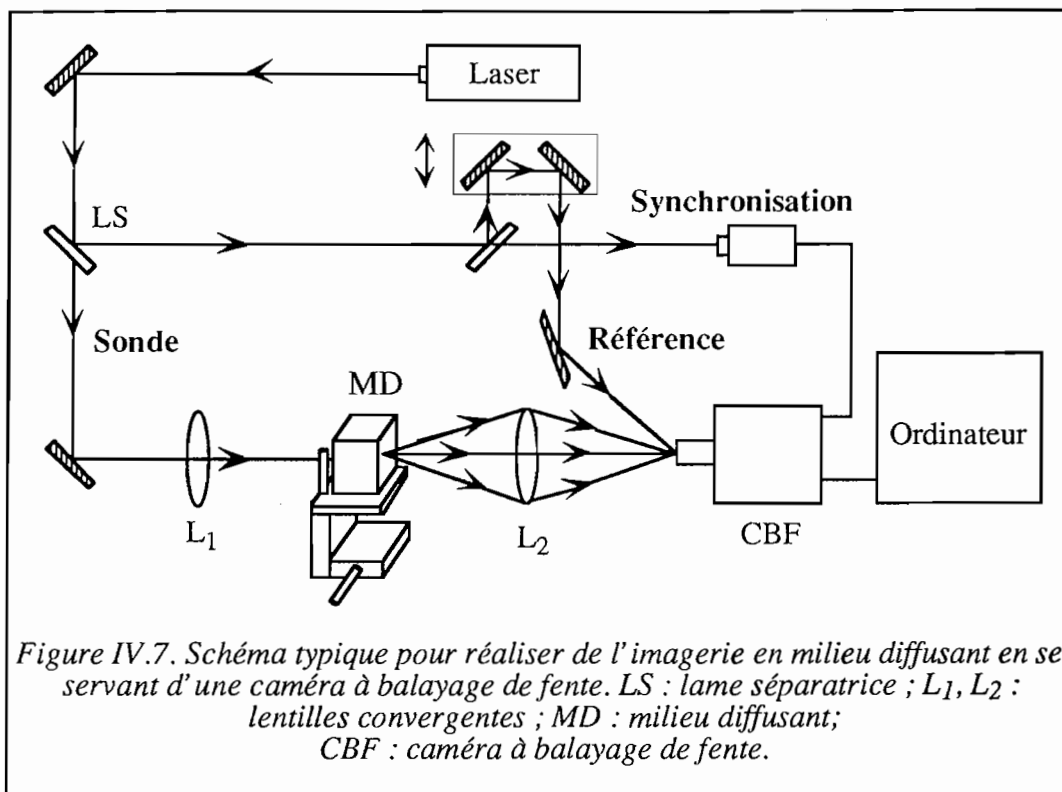 Laser
LS
Synchronisation
Sonde
Référence
MD
Ordinateur
L1
L2
CBF
Figure IV.7. Schéma typique pour réaliser de l'imagerie en milieu diffusant en se
servant d'une caméra à balayage de fente. LS : lame séparatrice ; L1, L2 :
lentilles convergentes ; MD : milieu diffusant;
CBF : caméra à balayage de fente.